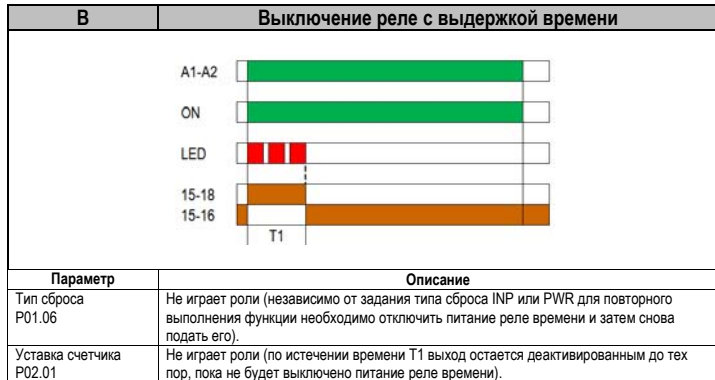 B Выключение реле с выдержкой времени
A1-A2
ON
LED
15-18
15-16
T1
Параметр Описание
Тип сброса
P01.06
Не играет роли (независимо от задания типа сброса INP или PWR для повторного
выполнения функции необходимо отключить питание реле времени и затем снова
подать его).
Уставка счетчика
P02.01
Не играет роли (по истечении времени Т1 выход остается деактивированным до тех
пор, пока не будет выключено питание реле времени).